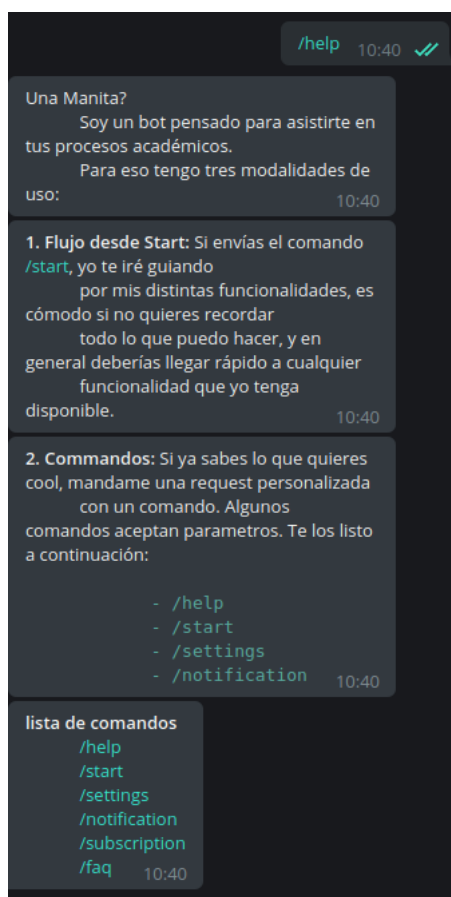 /help 10:40
Una Manita?
Soy un bot pensado para asistirte en
tus procesos académicos.
Para eso tengo tres modalidades de
uso:
10:40
1. Flujo desde Start: Si envías el comando
/start, yo te iré guiando
por mis distintas funcionalidades, es
cómodo si no quieres recordar
todo lo que puedo hacer, y en
general deberías llegar rápido a cualquier
funcionalidad que yo tenga
disponible.
10:40
2. Commandos: Si ya sabes lo que quieres
cool, mandame una request personalizada
con un comando. Algunos
comandos aceptan parametros. Te los listo
a continuación:
- /help
- /start
- /settings
- /notification
10:40
lista de comandos
/help
/start
/settings
/notification
/subscription
/faq
10:40